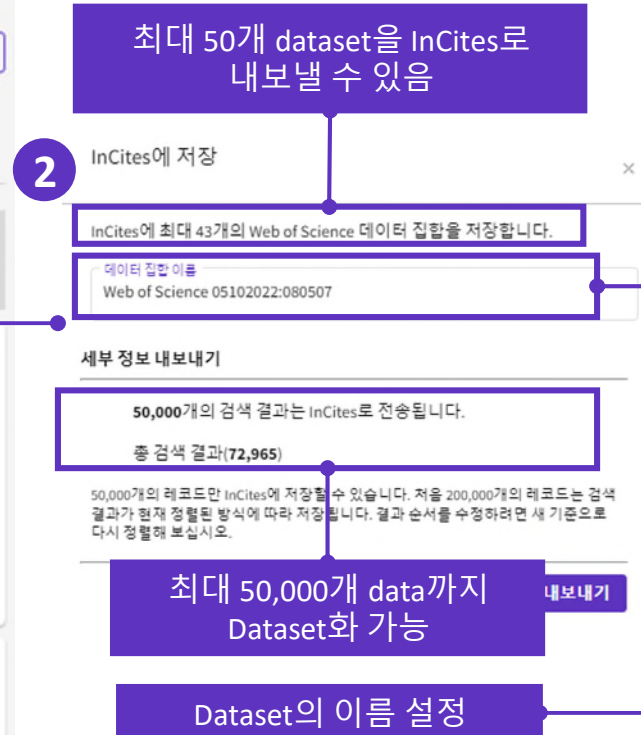 최대 50개 dataset을 InCites로
내보낼 수 있음
2
InCites에 저장
×
InCites에 최대 43개의 Web of Science 데이터 집합을 저장합니다.
데이터 집합 이름
Web of Science 05102022:080507
세부 정보 내보내기
50,000개의 검색 결과는 InCites로 전송됩니다.
총 검색 결과(72,965)
50,000개의 레코드만 InCites에 저장할 수 있습니다. 처음 200,000개의 레코드는 검색
결과가 현재 정렬된 방식에 따라 저장됩니다. 결과 순서를 수정하려면 새 기준으로
다시 정렬해 보십시오.
최대 50,000개 data까지
Dataset화 가능
내보내기
Dataset의 이름 설정